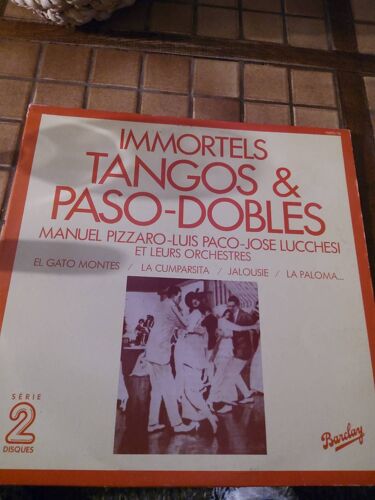 IMMORTELS
TANGOS &
PASO-DOBLES
MANUEL PIZZARO-LUIS PACO-JOSE LUCCHESI
ET LEURS ORCHESTRES
EL GATO MONTES / LA CUMPARSITA / JALOUSIE / LA PALOMA...
SÉRIE
2
DISQUES
Barclay